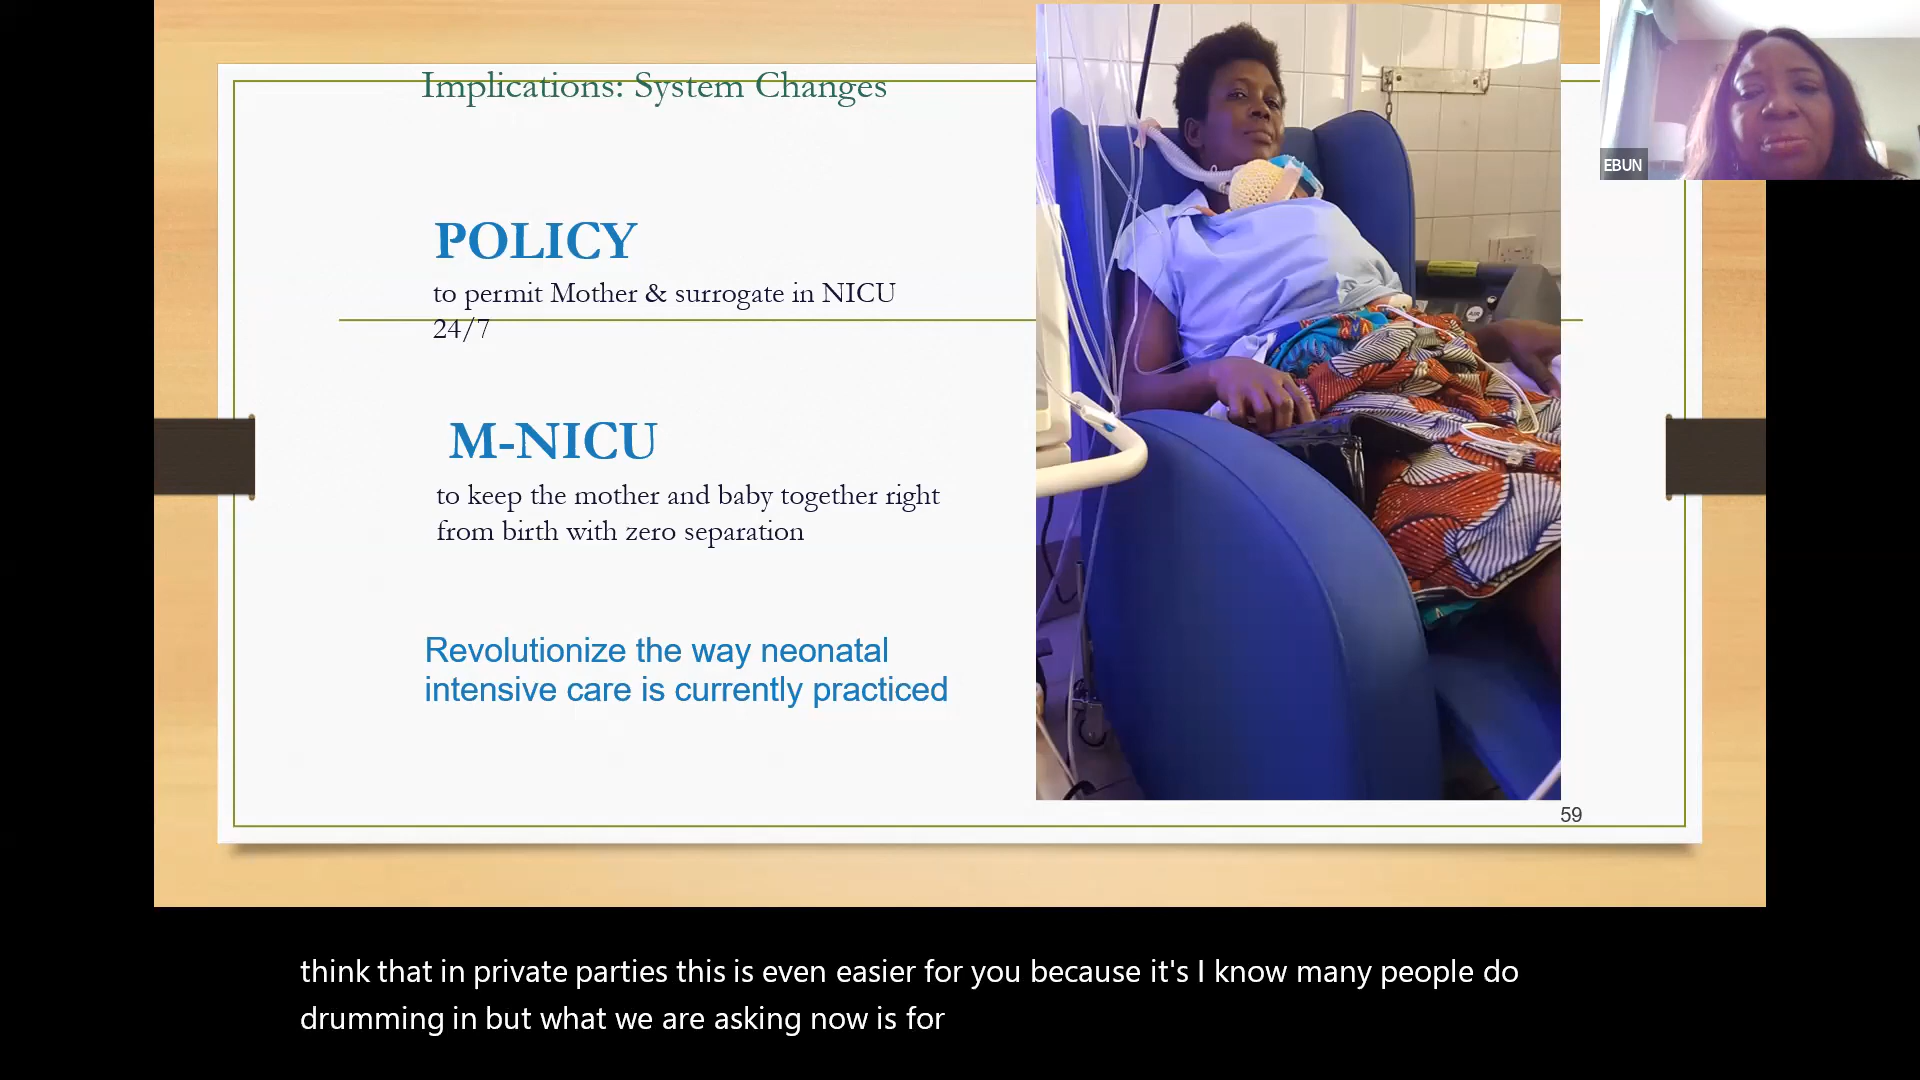 Implications: System Changes
POLICY
to permit Mother & surrogate in NICU
24/7
M-NICU
to keep the mother and baby together right
from birth with zero separation
Revolutionize the way neonatal
intensive care is currently practiced
AIR
59
EBUN
think that in private parties this is even easier for you because it's I know many people do
drumming in but what we are asking now is for